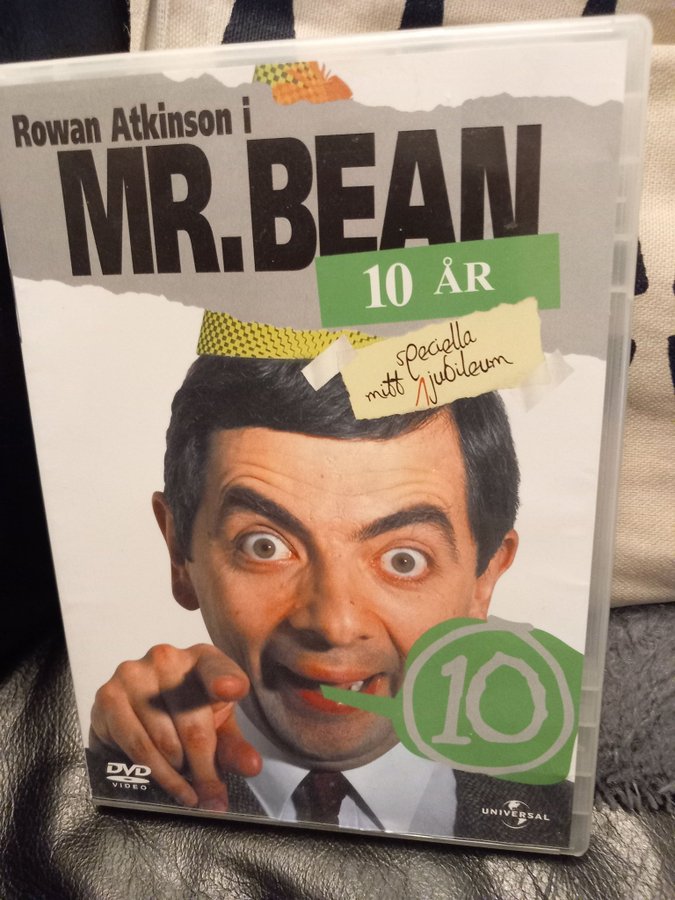 Rowan Atkinson i
MR. BEAN
10 ÅR
speciella
mitt jubileum
10
DVD
VIDEO
UNIVERSAL